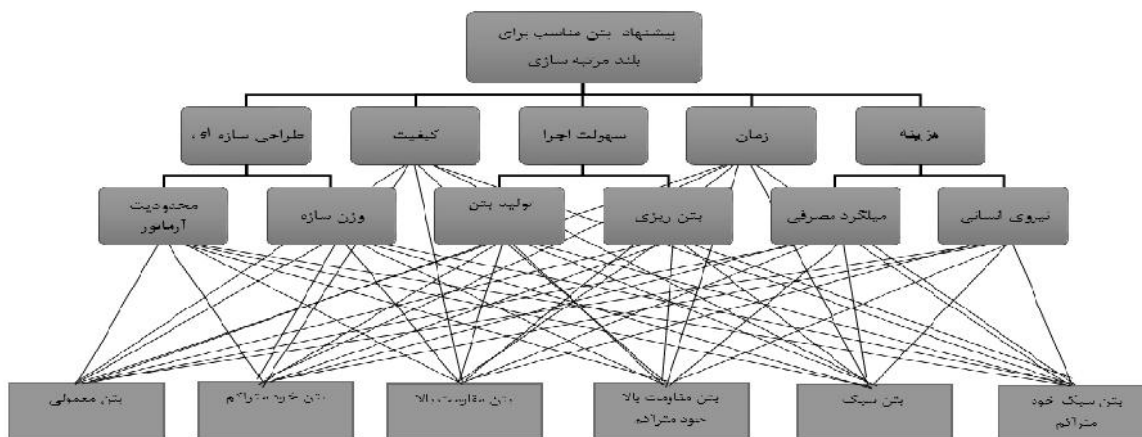 پیشنهاد بتن مناسب برای
بلند مرتبه سازی
هزینه
زمان
سهولت اجرا
کیفیت
طراحی سازه ای
نیروی انسانی
میلگرد مصرفی
بتن ریزی
تولید بتن
وزن سازه
محدودیت
آرماتور
بتن سبک خود
متراکم
بتن سبک
بتن مقاومت بالا
خود متراکم
بتن مقاومت بالا
بتن خود متراکم
بتن معمولی